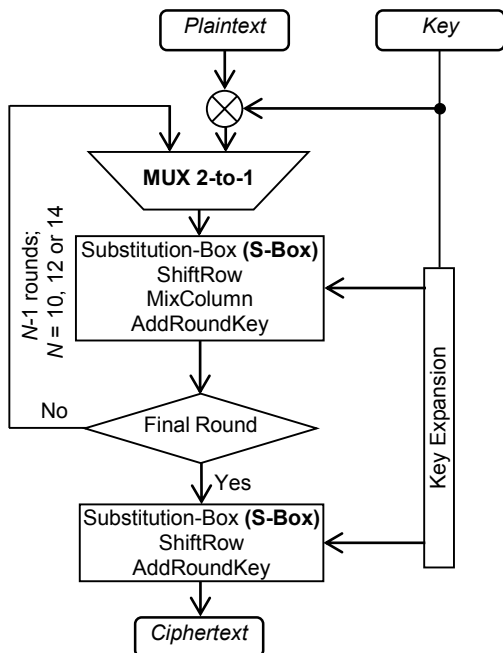 Plaintext
Key
MUX 2-to-1
N-1 rounds;
N = 10, 12 or 14
Substitution-Box (S-Box)
ShiftRow
MixColumn
AddRoundKey
Key Expansion
No
Final Round
Yes
Substitution-Box (S-Box)
ShiftRow
AddRoundKey
Ciphertext